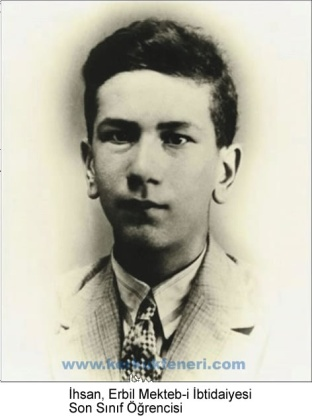 İhsan, Erbil Mekteb-i İbtidaiyesi
Son Sınıf Öğrencisi